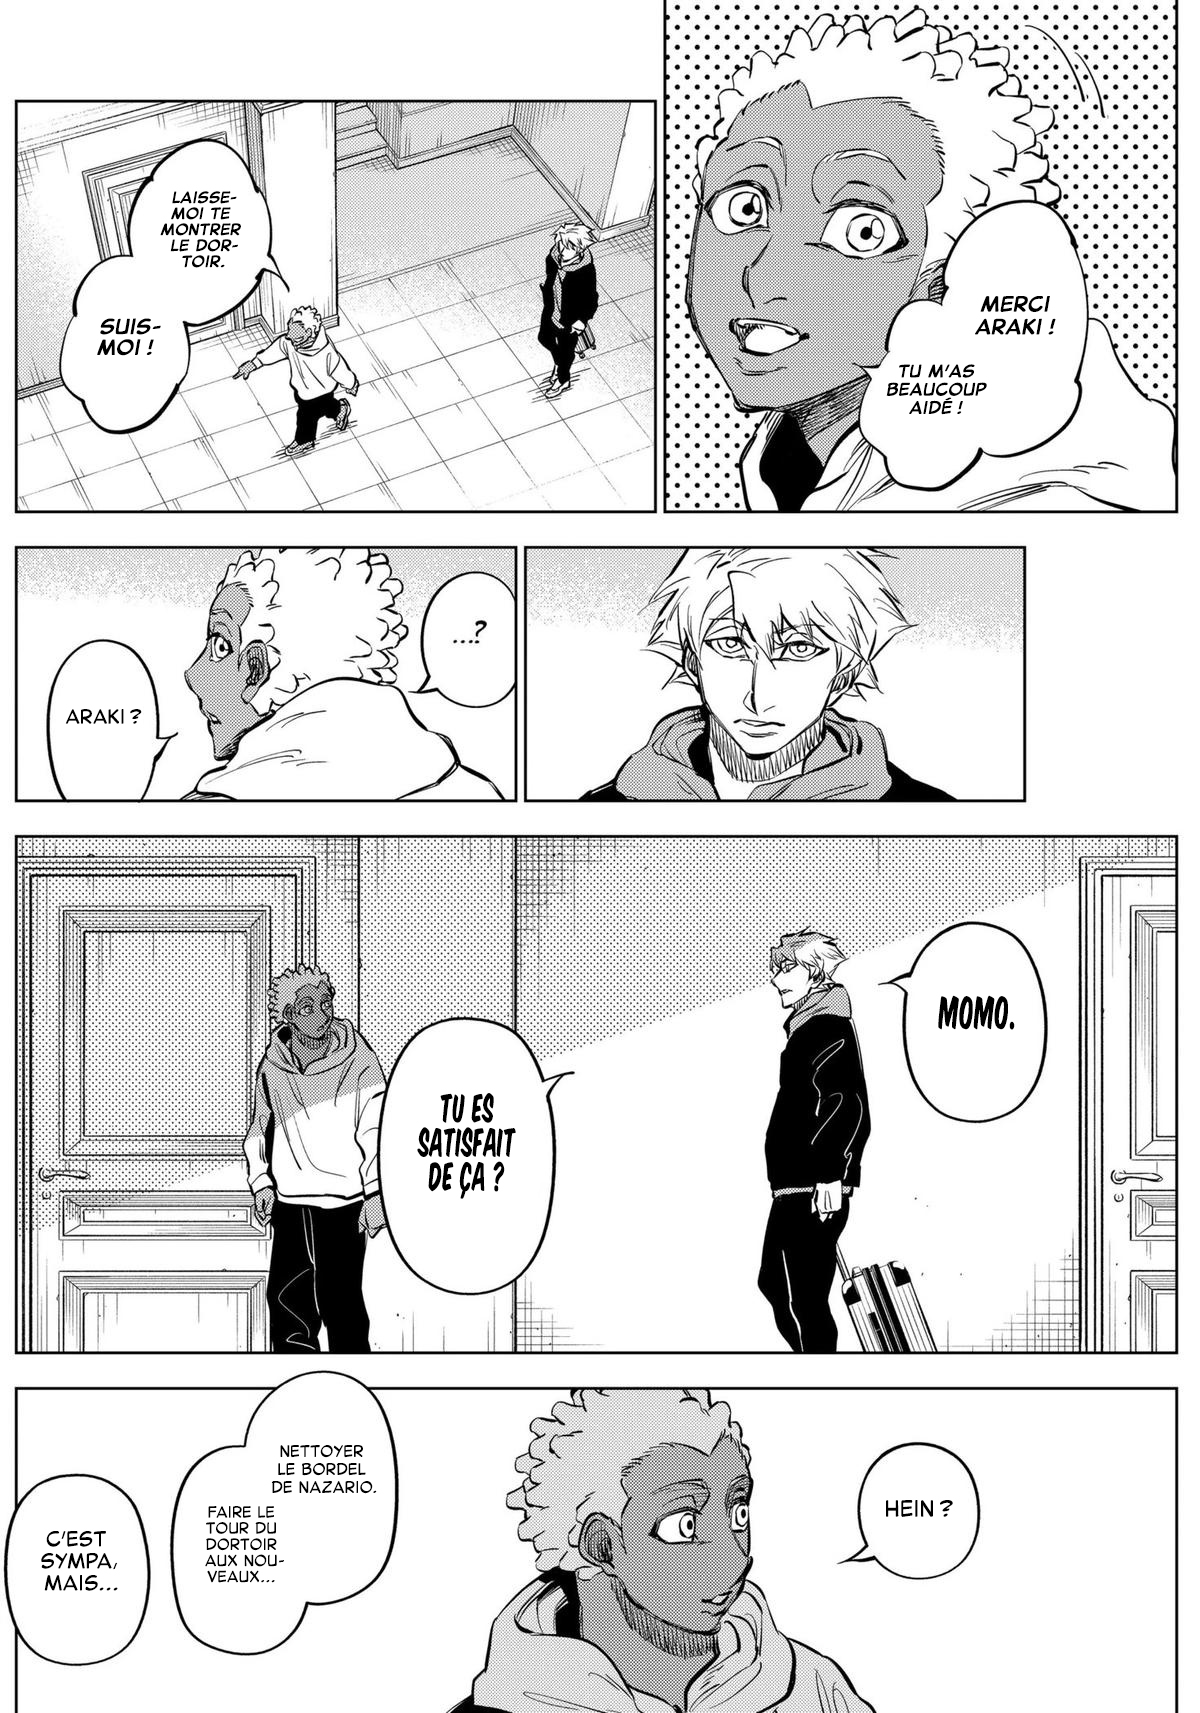 MERCI
ARAKI !
TU M'AS
BEAUCOUP
AIDÉ !
LAISSE-
MOI TE
MONTRER
LE DOR-
TOIR.
SUIS-
MOI !
...?
ARAKI ?
MOMO.
TU ES
SATISFAIT
DE ÇA ?
HEIN ?
NETTOYER
LE BORDEL
DE NAZARIO.
FAIRE LE
TOUR DU
DORTOIR
AUX NOU-
VEAUX...
C'EST
SYMPA,
MAIS...